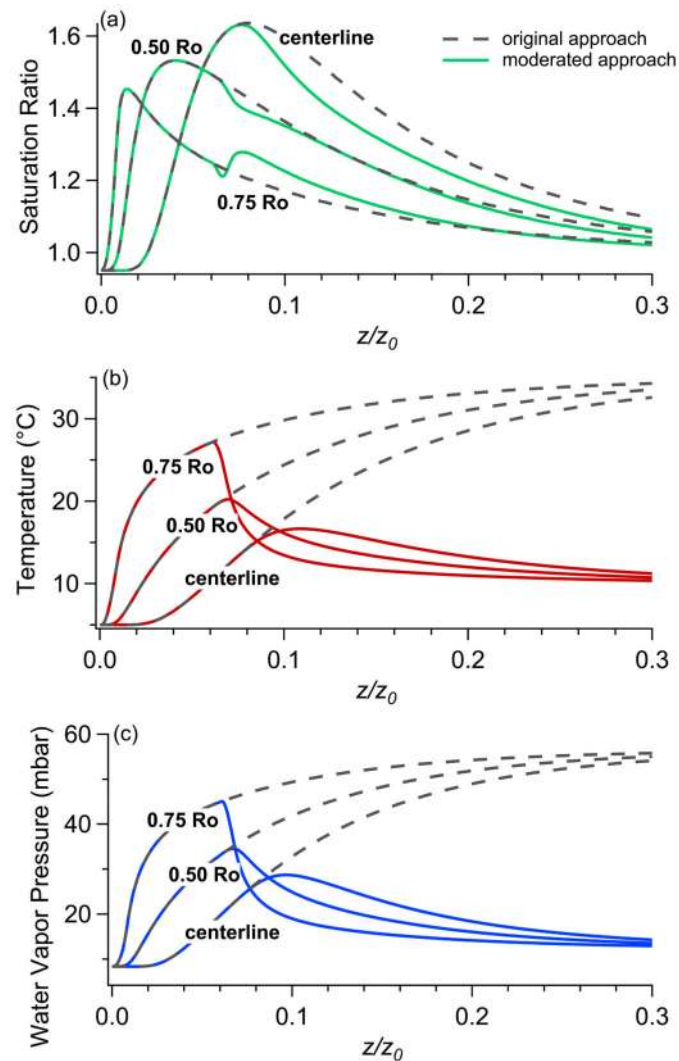 (a)
centerline
0.50 Ro
0.75 Ro
original approach
moderated approach
Saturation Ratio
1.6
1.4
1.2
1.0
0.0
0.1
0.2
0.3
z/z0
(b)
0.75 Ro
0.50 Ro
centerline
Temperature (°C)
30
20
10
0.0
0.1
0.2
0.3
z/z0
(c)
0.75 Ro
0.50 Ro
centerline
Water Vapor Pressure (mbar)
60
40
20
0.0
0.1
0.2
0.3
z/z0